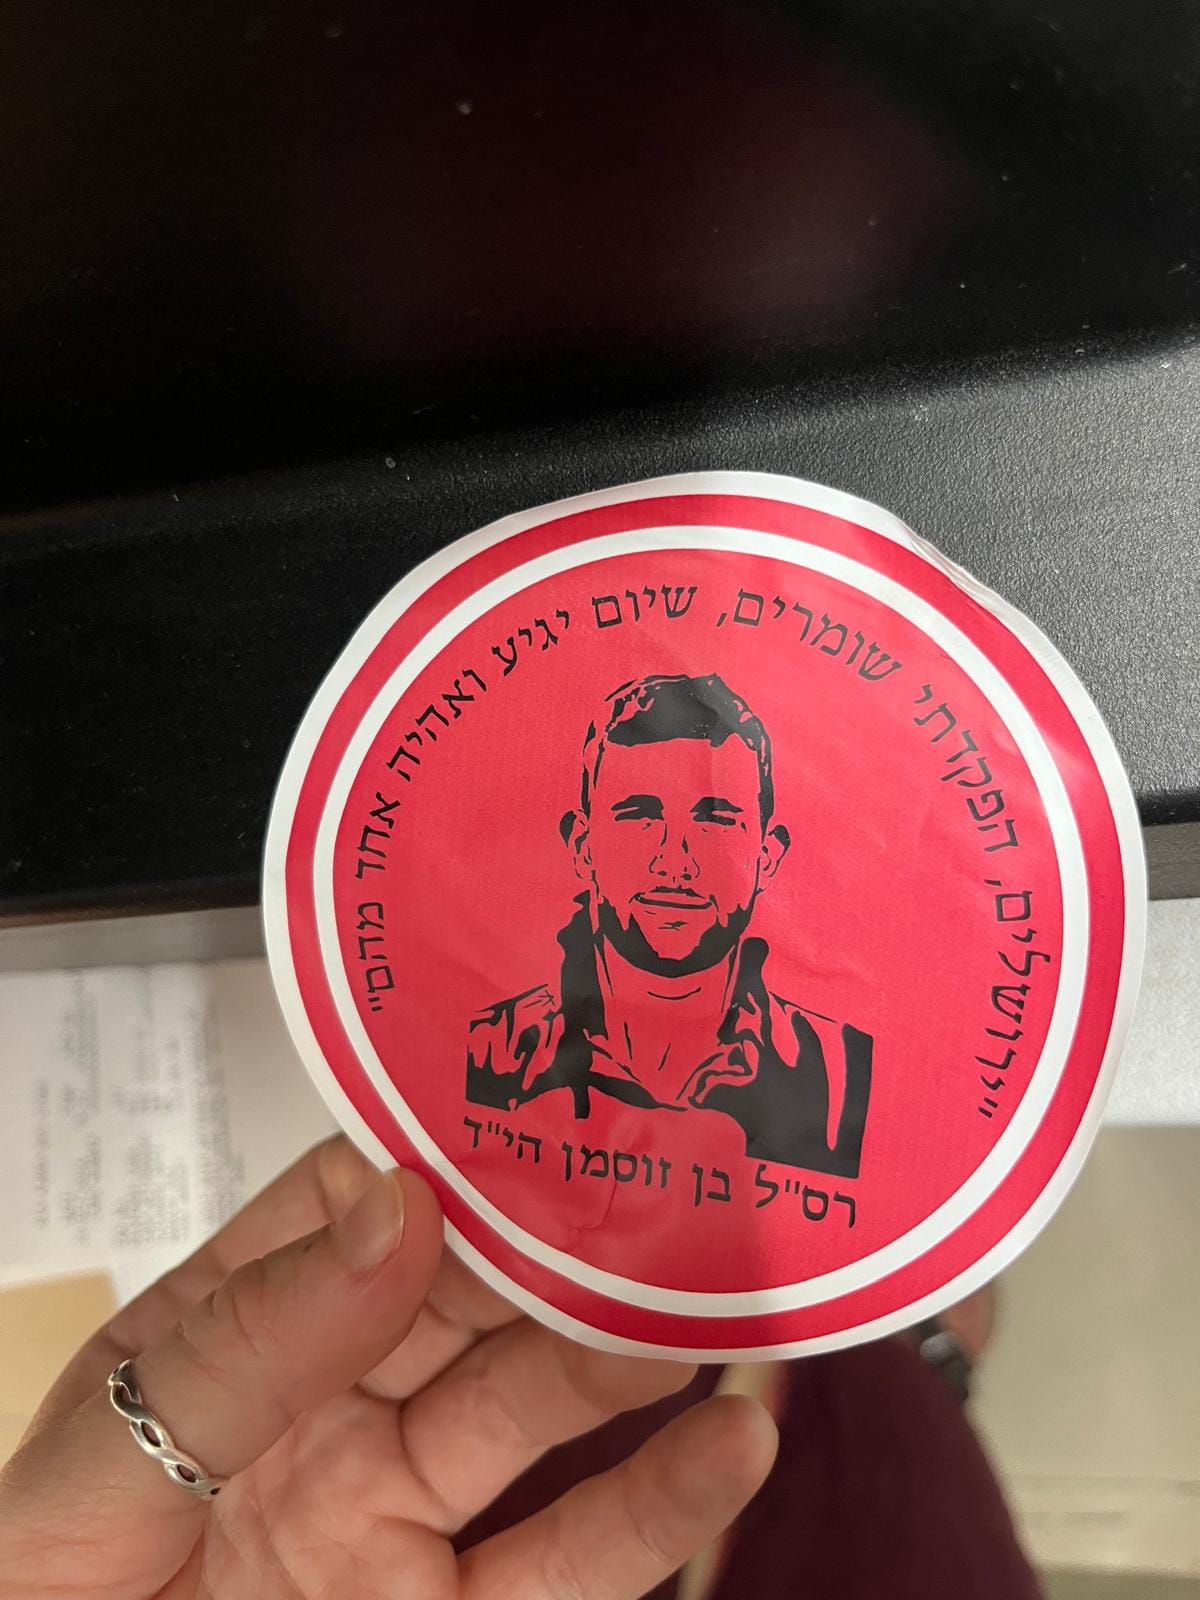 "ירושלים, הפקדתי שומרים, שיום יגיע ואהיה אחד מהם"
רס"ל בן זוסמן הי"ד